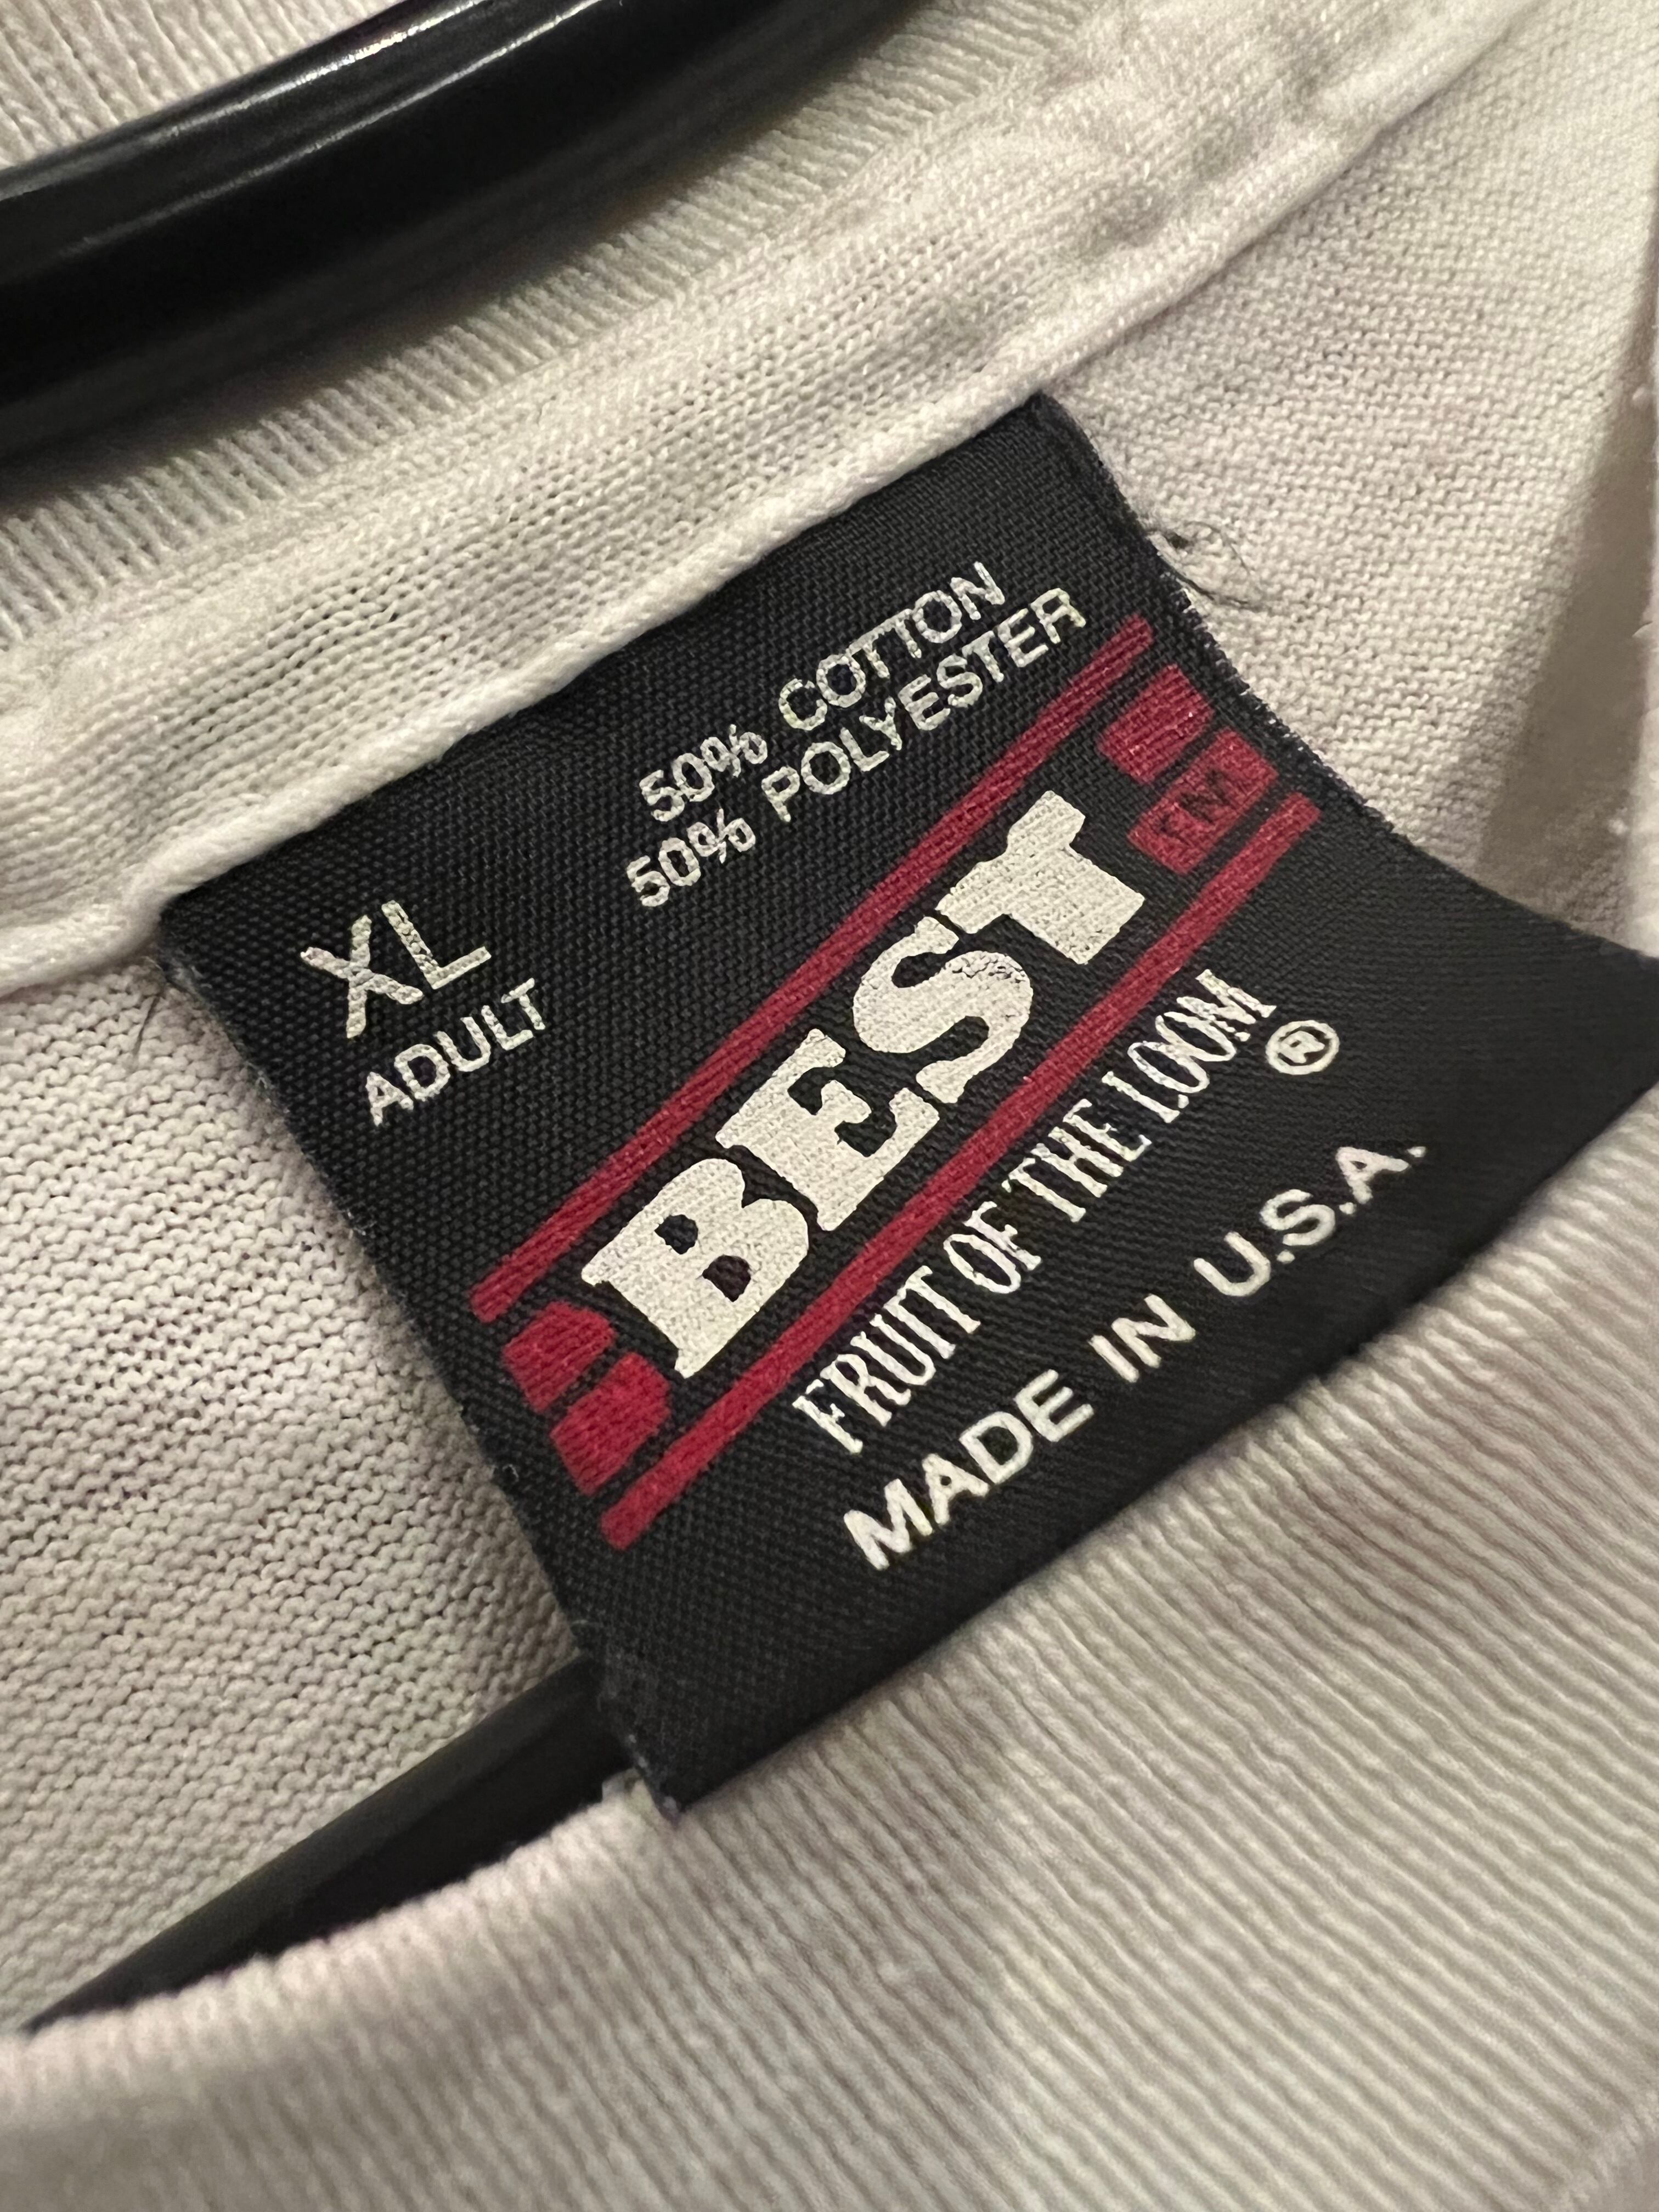 XL
ADULT
50% COTTON
50% POLYESTER
BEST
TM
FRUIT OF THE LOOM
®
MADE IN U.S.A.